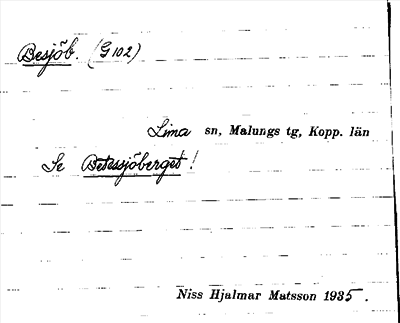 Besjöb. (G 102)
Lima sn, Malungs tg, Kopp. län
Se Betessjöberget!
Niss Hjalmar Matsson 1935.